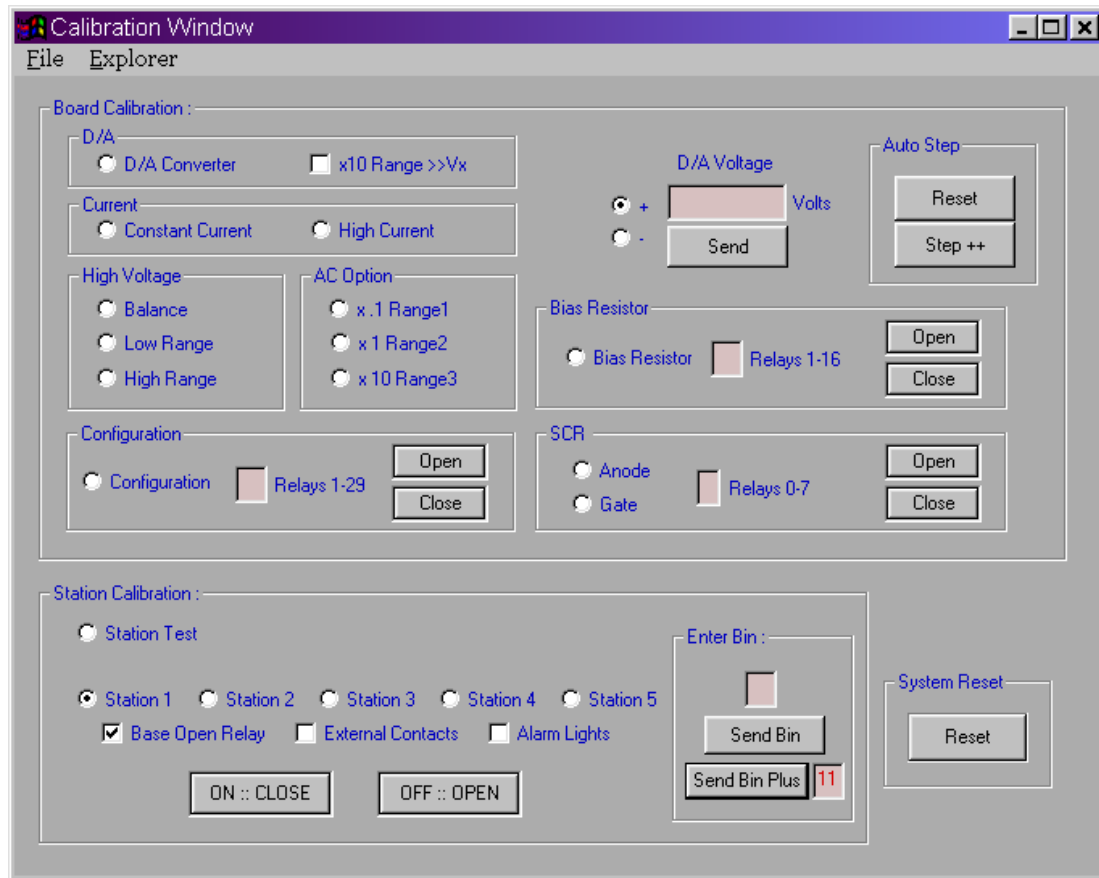 Calibration Window
File Explorer
Board Calibration :
D/A
D/A Converter x10 Range >>Vx
Current
Constant Current High Current
D/A Voltage
+ Volts
- Send
Auto Step
Reset
Step ++
High Voltage
Balance
Low Range
High Range
AC Option
x .1 Range1
x 1 Range2
x 10 Range3
Bias Resistor
Bias Resistor Relays 1-16
Open
Close
Configuration
Configuration Relays 1-29
Open
Close
SCR
Anode
Gate
Relays 0-7
Open
Close
Station Calibration :
Station Test
Station 1 Station 2 Station 3 Station 4 Station 5
Base Open Relay External Contacts Alarm Lights
ON :: CLOSE OFF :: OPEN
Enter Bin :
Send Bin
Send Bin Plus 11
System Reset
Reset